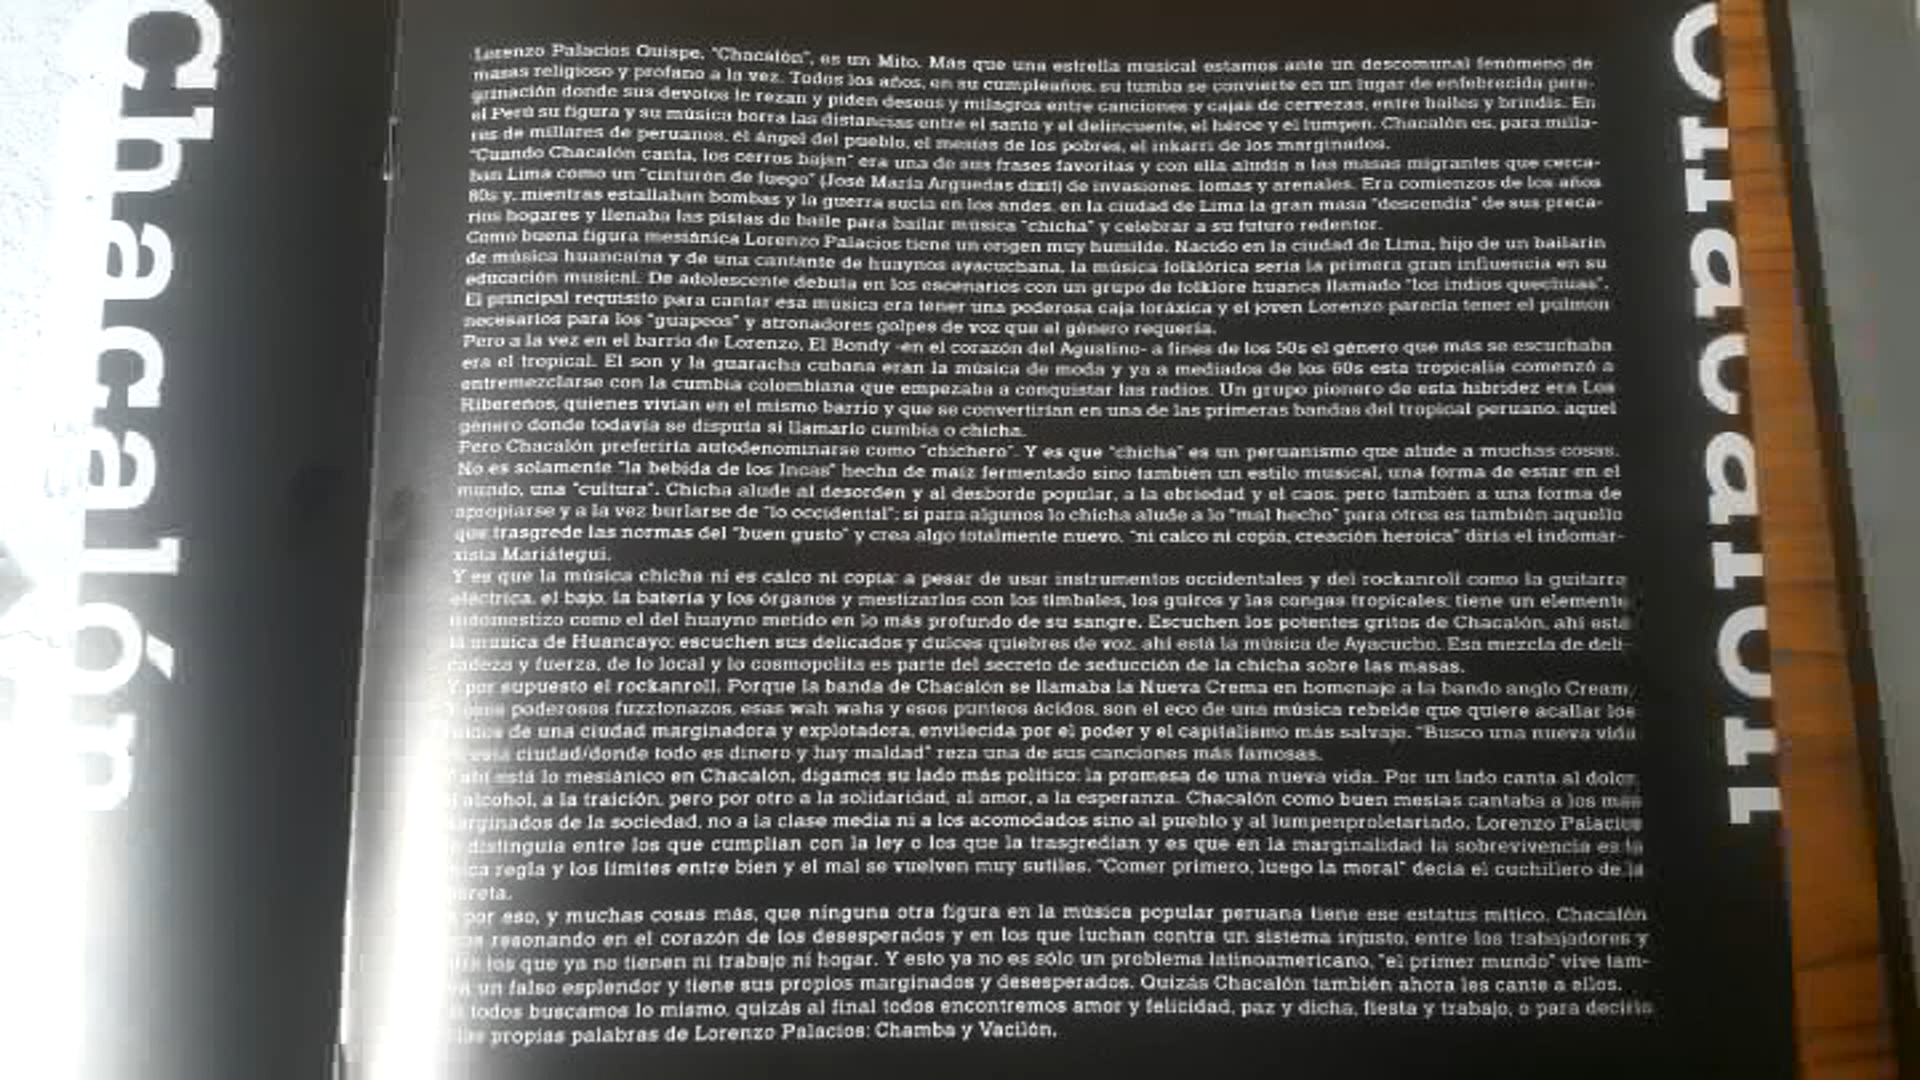 Chacalón
Lorenzo Palacios Quispe, "Chacalón", es un Mito. Más que una estrella musical estamos ante un descomunal fenómeno de
masas religioso y profano a la vez. Todos los años, en su cumpleaños, su tumba se convierte en un lugar de enfebrecida pere-
grinación donde sus devotos le rezan y piden deseos y milagros entre canciones y cajas de cervezas, entre bailes y brindis. En
el Perú su figura y su música borra las distancias entre el santo y el delincuente, el héroe y el lumpen. Chacalón es, para milla-
res de millares de peruanos, el ángel del pueblo, el mesías de los pobres, el inkarri de los marginados.
"Cuando Chacalón canta, los cerros bajan" era una de sus frases favoritas y con ella aludía a las masas migrantes que cerca-
ban Lima como un "cinturón de fuego" (José María Arguedas dixit) de invasiones, lomas y arenales. Era comienzos de los años
80s y, mientras estallaban bombas y la guerra sucia en los andes, en la ciudad de Lima la gran masa "descendía" de sus preca-
rios hogares y llenaba las pistas de baile para bailar música "chicha" y celebrar a su futuro redentor.
Como buena figura mesiánica Lorenzo Palacios tiene un origen muy humilde. Nacido en la ciudad de Lima, hijo de un bailarín
de música huancaína y de una cantante de huaynos ayacuchana, la música folklórica sería la primera gran influencia en su
educación musical. De adolescente debuta en los escenarios con un grupo de folklore huanca llamado "los indios quechuas".
El principal requisito para cantar esa música era tener una poderosa caja toráxica y el joven Lorenzo parecía tener el pulmón
necesarios para los "guapeos" y atronadores golpes de voz que el género requería.
Pero a la vez en el barrio de Lorenzo, El Bondy -en el corazón del Agustino- a fines de los 50s el género que más se escuchaba
era el tropical. El son y la guaracha cubana eran la música de moda y ya a mediados de los 60s esta tropicalia comenzó a
entremezclarse con la cumbia colombiana que empezaba a conquistar las radios. Un grupo pionero de esta hibridez era Los
Ribereños, quienes vivían en el mismo barrio y que se convertirían en una de las primeras bandas del tropical peruano, aquel
género donde todavía se disputa si llamarlo cumbia o chicha.
Pero Chacalón preferiría autodenominarse como "chichero". Y es que "chicha" es un peruanismo que alude a muchas cosas.
No es solamente "la bebida de los Incas" hecha de maíz fermentado sino también un estilo musical, una forma de estar en el
mundo, una "cultura". Chicha alude al desorden y al desborde popular, a la ebriedad y el caos, pero también a una forma de
apropiarse y a la vez burlarse de "lo occidental"; si para algunos lo chicha alude a lo "mal hecho" para otros es también aquello
que trasgrede las normas del "buen gusto" y crea algo totalmente nuevo, "ni calco ni copia, creación heroica" diría el indomar-
xista Mariátegui.
Y es que la música chicha ni es calco ni copia: a pesar de usar instrumentos occidentales y del rockanroll como la guitarra
eléctrica, el bajo, la batería y los órganos y mestizarlos con los timbales, los guiros y las congas tropicales; tiene un elemento
indomestizo como el del huayno metido en lo más profundo de su sangre. Escuchen los potentes gritos de Chacalón, ahí está
la música de Huancayo; escuchen sus delicados y dulces quiebres de voz, ahí está la música de Ayacucho. Esa mezcla de deli-
cadeza y fuerza, de lo local y lo cosmopolita es parte del secreto de seducción de la chicha sobre las masas.
Y por supuesto el rockanroll. Porque la banda de Chacalón se llamaba la Nueva Crema en homenaje a la bando anglo Cream.
Y esos poderosos fuzztonazos, esas wah wahs y esos punteos ácidos, son el eco de una música rebelde que quiere acallar los
ruidos de una ciudad marginadora y explotadora, envilecida por el poder y el capitalismo más salvaje. "Busco una nueva vida
esta ciudad/donde todo es dinero y hay maldad" reza una de sus canciones más famosas.
Y ahí está lo mesiánico en Chacalón, digamos su lado más político: la promesa de una nueva vida. Por un lado canta al dolor,
alcohol, a la traición, pero por otro a la solidaridad, al amor, a la esperanza. Chacalón como buen mesías cantaba a los más
marginados de la sociedad, no a la clase media ni a los acomodados sino al pueblo y al lumpenproletariado. Lorenzo Palacios
distinguía entre los que cumplían con la ley o los que la trasgredían y es que en la marginalidad la sobrevivencia es la
única regla y los límites entre bien y el mal se vuelven muy sutiles. "Comer primero, luego la moral" decía el cuchillero de la
por eso, y muchas cosas más, que ninguna otra figura en la música popular peruana tiene ese estatus mítico. Chacalón
resonando en el corazón de los desesperados y en los que luchan contra un sistema injusto, entre los trabajadores y
los que ya no tienen ni trabajo ni hogar. Y esto ya no es sólo un problema latinoamericano, "el primer mundo" vive tam-
un falso esplendor y tiene sus propios marginados y desesperados. Quizás Chacalón también ahora les cante a ellos.
todos buscamos lo mismo, quizás al final todos encontremos amor y felicidad, paz y dicha, fiesta y trabajo, o para decirlo
propias palabras de Lorenzo Palacios: Chamba y Vacilón.
Chacalón